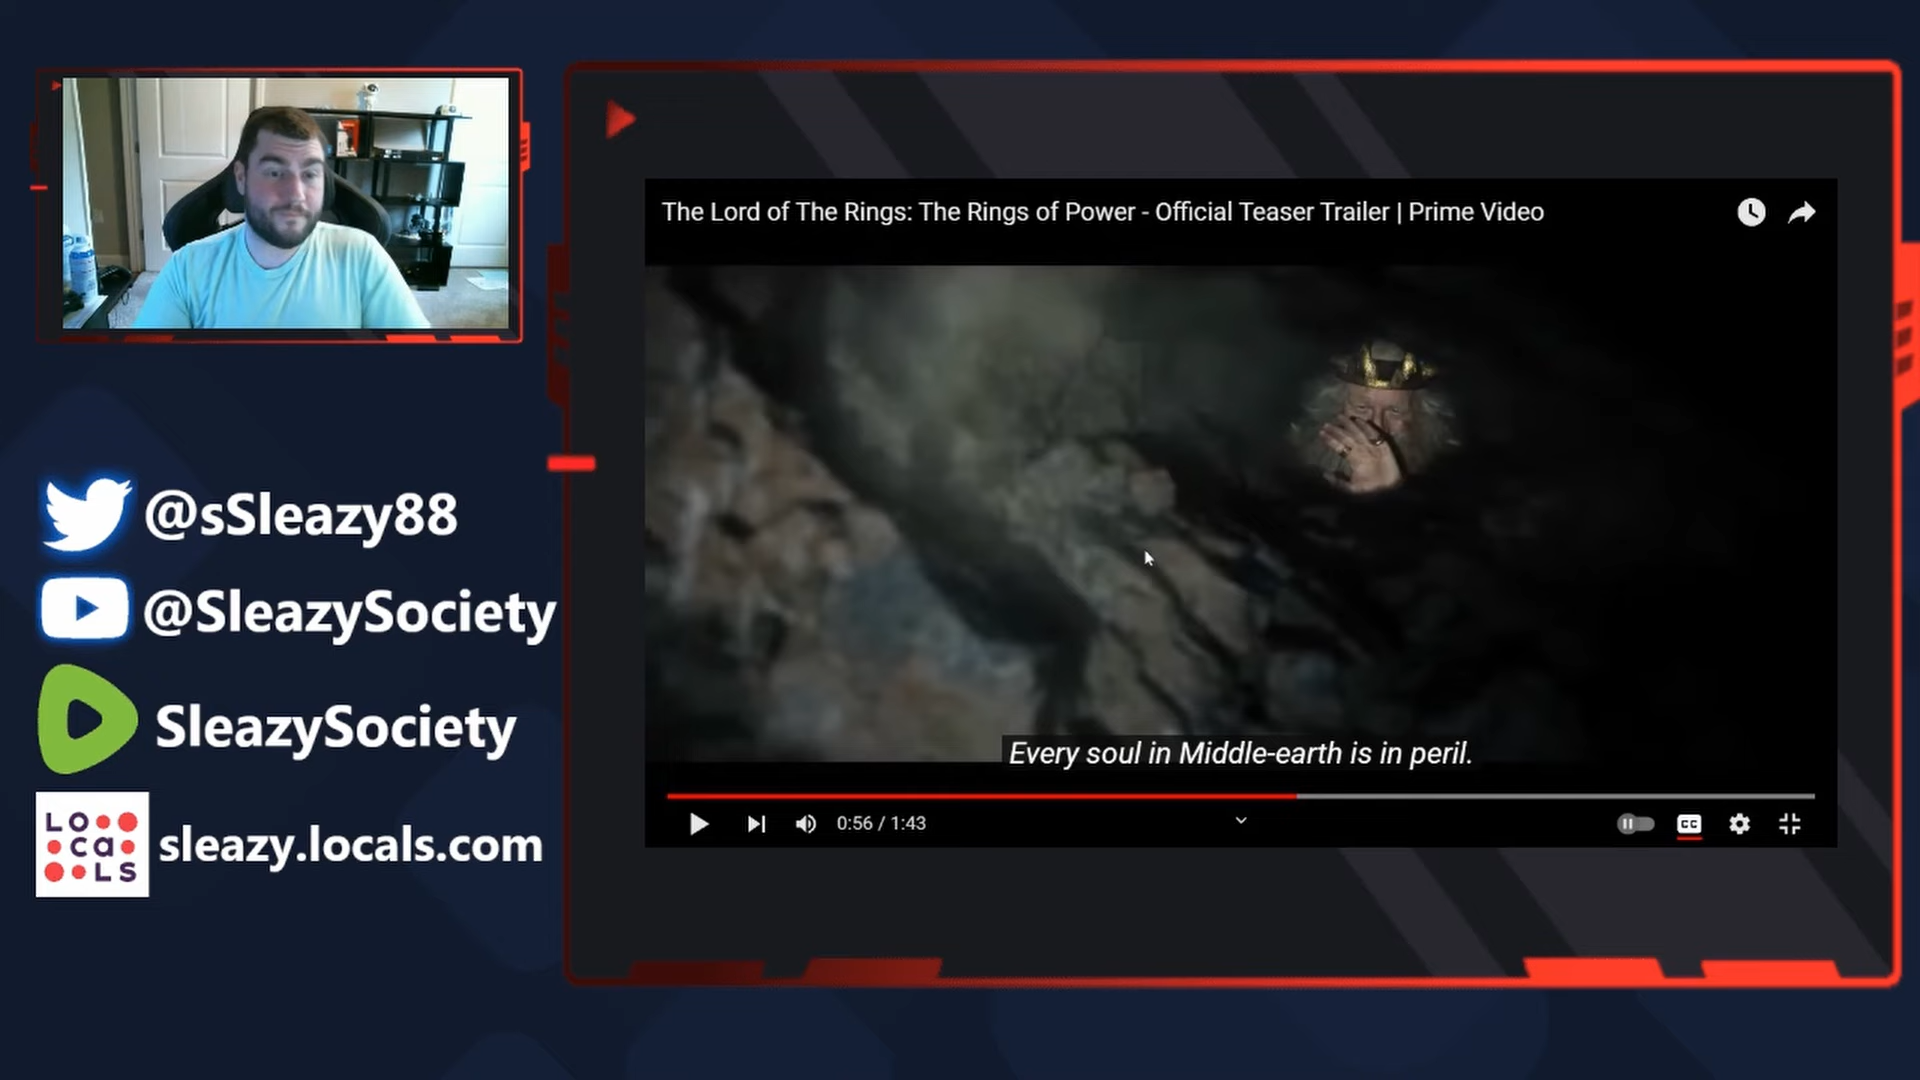 @sSleazy88
@SleazySociety
SleazySociety
LOcaLS
sleazy.locals.com
The Lord of The Rings: The Rings of Power - Official Teaser Trailer | Prime Video
Every soul in Middle-earth is in peril.
0:56 / 1:43
CC